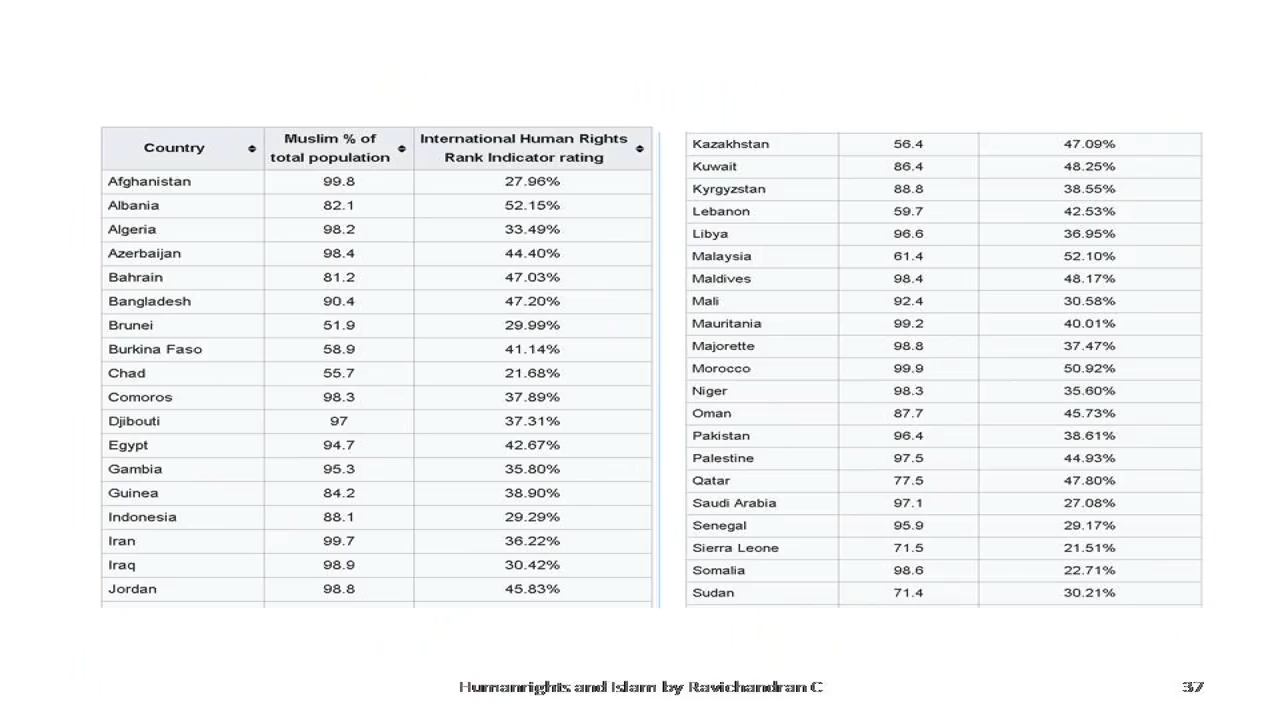 Country Muslim % of total population International Human Rights Rank Indicator rating
Afghanistan 99.8 27.96%
Albania 82.1 52.15%
Algeria 98.2 33.49%
Azerbaijan 98.4 44.40%
Bahrain 81.2 47.03%
Bangladesh 90.4 47.20%
Brunei 51.9 29.99%
Burkina Faso 58.9 41.14%
Chad 55.7 21.68%
Comoros 98.3 37.89%
Djibouti 97 37.31%
Egypt 94.7 42.67%
Gambia 95.3 35.80%
Guinea 84.2 38.90%
Indonesia 88.1 29.29%
Iran 99.7 36.22%
Iraq 98.9 30.42%
Jordan 98.8 45.83%
Kazakhstan 56.4 47.09%
Kuwait 86.4 48.25%
Kyrgyzstan 88.8 38.55%
Lebanon 59.7 42.53%
Libya 96.6 36.95%
Malaysia 61.4 52.10%
Maldives 98.4 48.17%
Mali 92.4 30.58%
Mauritania 99.2 40.01%
Majorette 98.8 37.47%
Morocco 99.9 50.92%
Niger 98.3 35.60%
Oman 87.7 45.73%
Pakistan 96.4 38.61%
Palestine 97.5 44.93%
Qatar 77.5 47.80%
Saudi Arabia 97.1 27.08%
Senegal 95.9 29.17%
Sierra Leone 71.5 21.51%
Somalia 98.6 22.71%
Sudan 71.4 30.21%
Humanrights and Islam by Ravichandran C 37